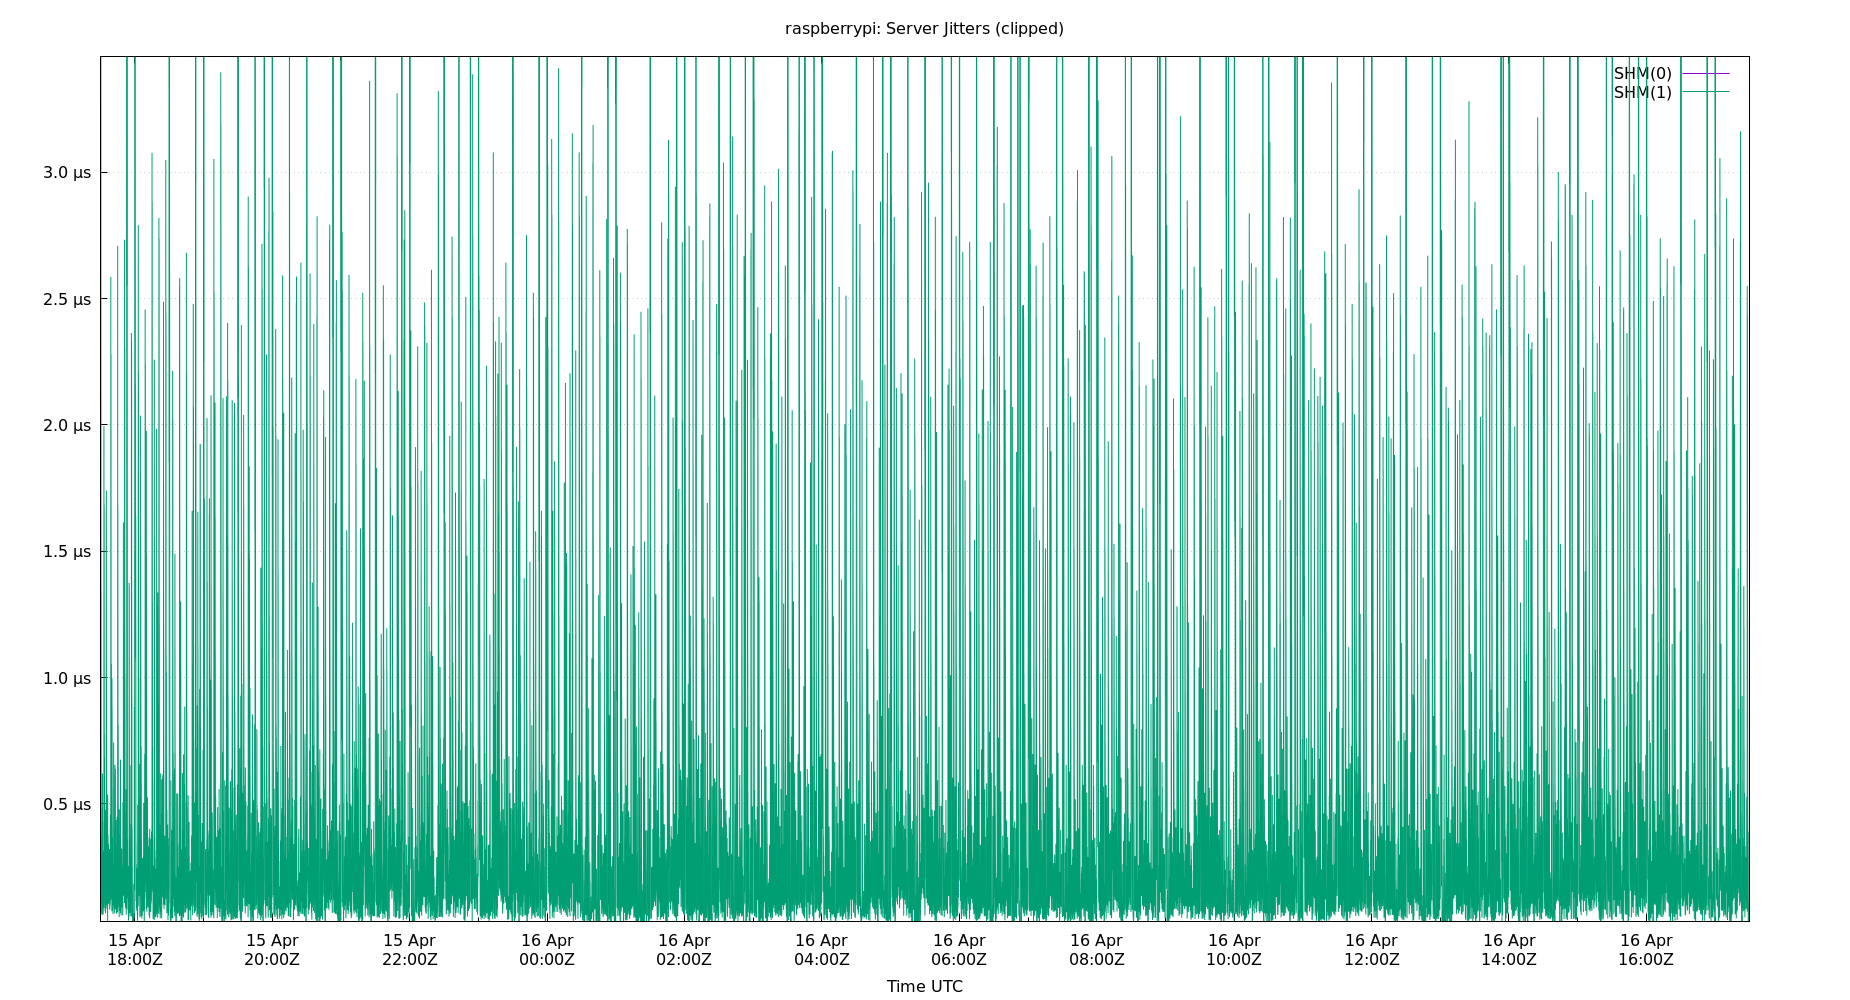 raspberrypi: Server Jitters (clipped)
SHM(0)
SHM(1)
3.0 µs
2.5 µs
2.0 µs
1.5 µs
1.0 µs
0.5 µs
15 Apr 15 Apr 15 Apr 16 Apr 16 Apr 16 Apr 16 Apr 16 Apr 16 Apr 16 Apr 16 Apr 16 Apr
18:00Z 20:00Z 22:00Z 00:00Z 02:00Z 04:00Z 06:00Z 08:00Z 10:00Z 12:00Z 14:00Z 16:00Z
Time UTC